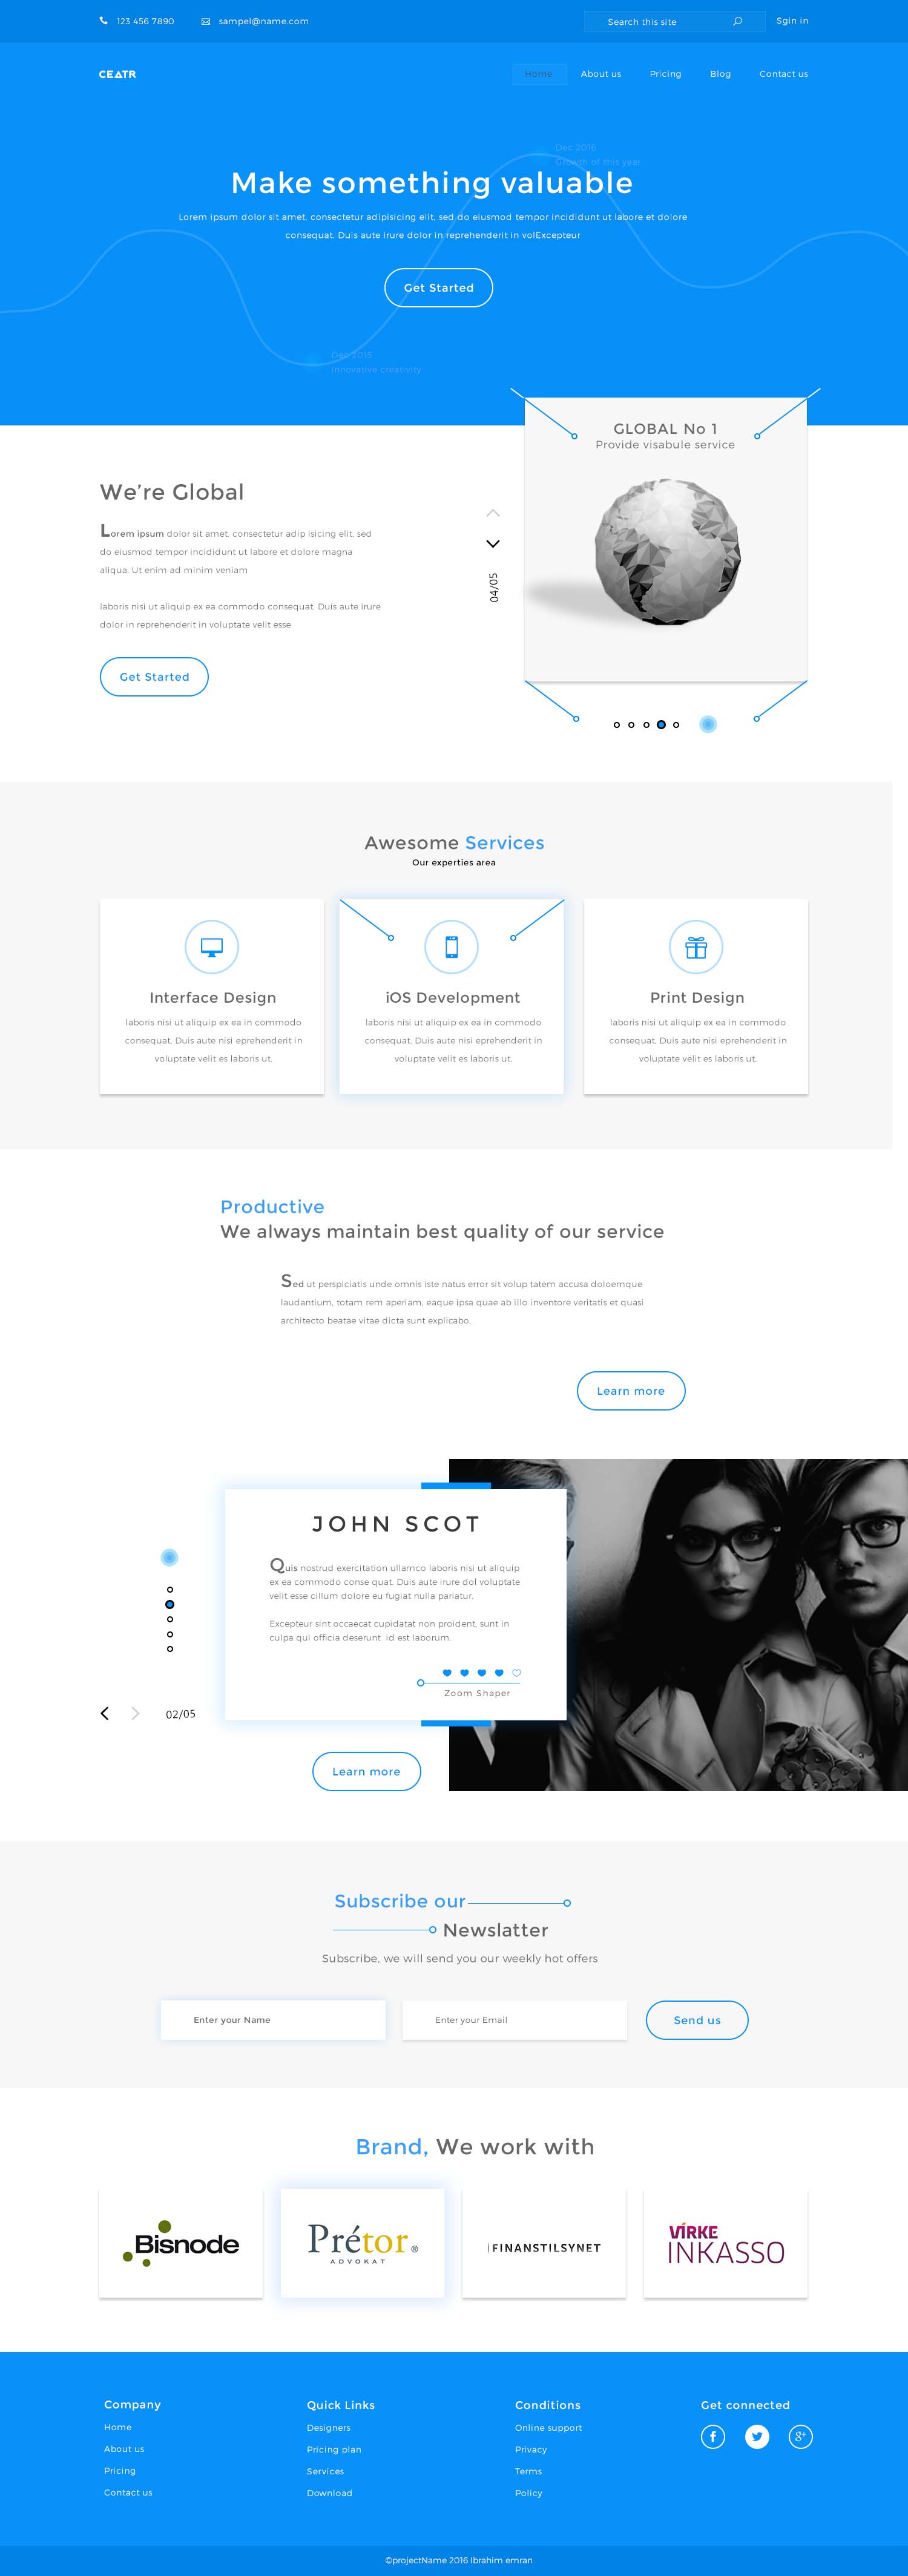 123 456 7890
sampel@name.com
Search this site
Sgin in
CEATR
Home
About us
Pricing
Blog
Contact us
Dec 2016
Growth of this year
Make something valuable
Lorem ipsum dolor sit amet, consectetur adipisicing elit, sed do eiusmod tempor incididunt ut labore et dolore
consequat. Duis aute irure dolor in reprehenderit in volExcepteur
Get Started
Dec 2015
innovative creativity
GLOBAL No 1
Provide visabule service
We're Global
Lorem ipsum dolor sit amet, consectetur adip isicing elit, sed
do eiusmod tempor incididunt ut labore et dolore magna
aliqua. Ut enim ad minim veniam
laboris nisi ut aliquip ex ea commodo consequat. Duis aute irure
dolor in reprehenderit in voluptate velit esse
Get Started
04/05
Awesome Services
Our experties area
Interface Design
laboris nisi ut aliquip ex ea in commodo
consequat. Duis aute nisi eprehenderit in
voluptate velit es laboris ut.
iOS Development
laboris nisi ut aliquip ex ea in commodo
consequat. Duis aute nisi eprehenderit in
voluptate velit es laboris ut.
Print Design
laboris nisi ut aliquip ex ea in commodo
consequat. Duis aute nisi eprehenderit in
voluptate velit es laboris ut.
Productive
We always maintain best quality of our service
Sed ut perspiciatis unde omnis iste natus error sit volup tatem accusa doloemque
laudantium, totam rem aperiam, eaque ipsa quae ab illo inventore veritatis et quasi
architecto beatae vitae dicta sunt explicabo.
Learn more
JOHN SCOT
Quis nostrud exercitation ullamco laboris nisi ut aliquip
ex ea commodo conse quat. Duis aute irure dol voluptate
velit esse cillum dolore eu fugiat nulla pariatur.
Excepteur sint occaecat cupidatat non proident, sunt in
culpa qui officia deserunt id est laborum.
Zoom Shaper
02/05
Learn more
Subscribe our
Newslatter
Subscribe, we will send you our weekly hot offers
Enter your Name
Enter your Email
Send us
Brand, We work with
Bisnode
Prétor®
ADVOKAT
FINANSTILSYNET
VIRKE
INKASSO
Company
Home
About us
Pricing
Contact us
Quick Links
Designers
Pricing plan
Services
Download
Conditions
Online support
Privacy
Terms
Policy
Get connected
©projectName 2016 Ibrahim emran